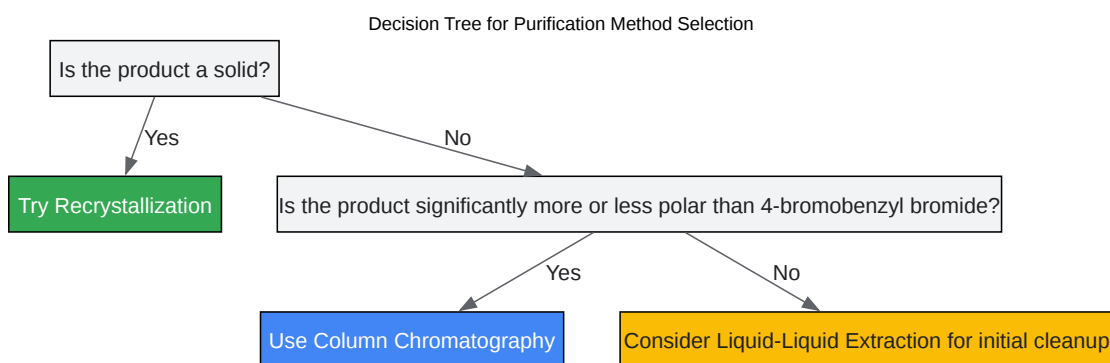 Decision Tree for Purification Method Selection
Is the product a solid?
Yes
No
Try Recrystallization
Is the product significantly more or less polar than 4-bromobenzyl bromide?
Yes
No
Use Column Chromatography
Consider Liquid-Liquid Extraction for initial cleanup